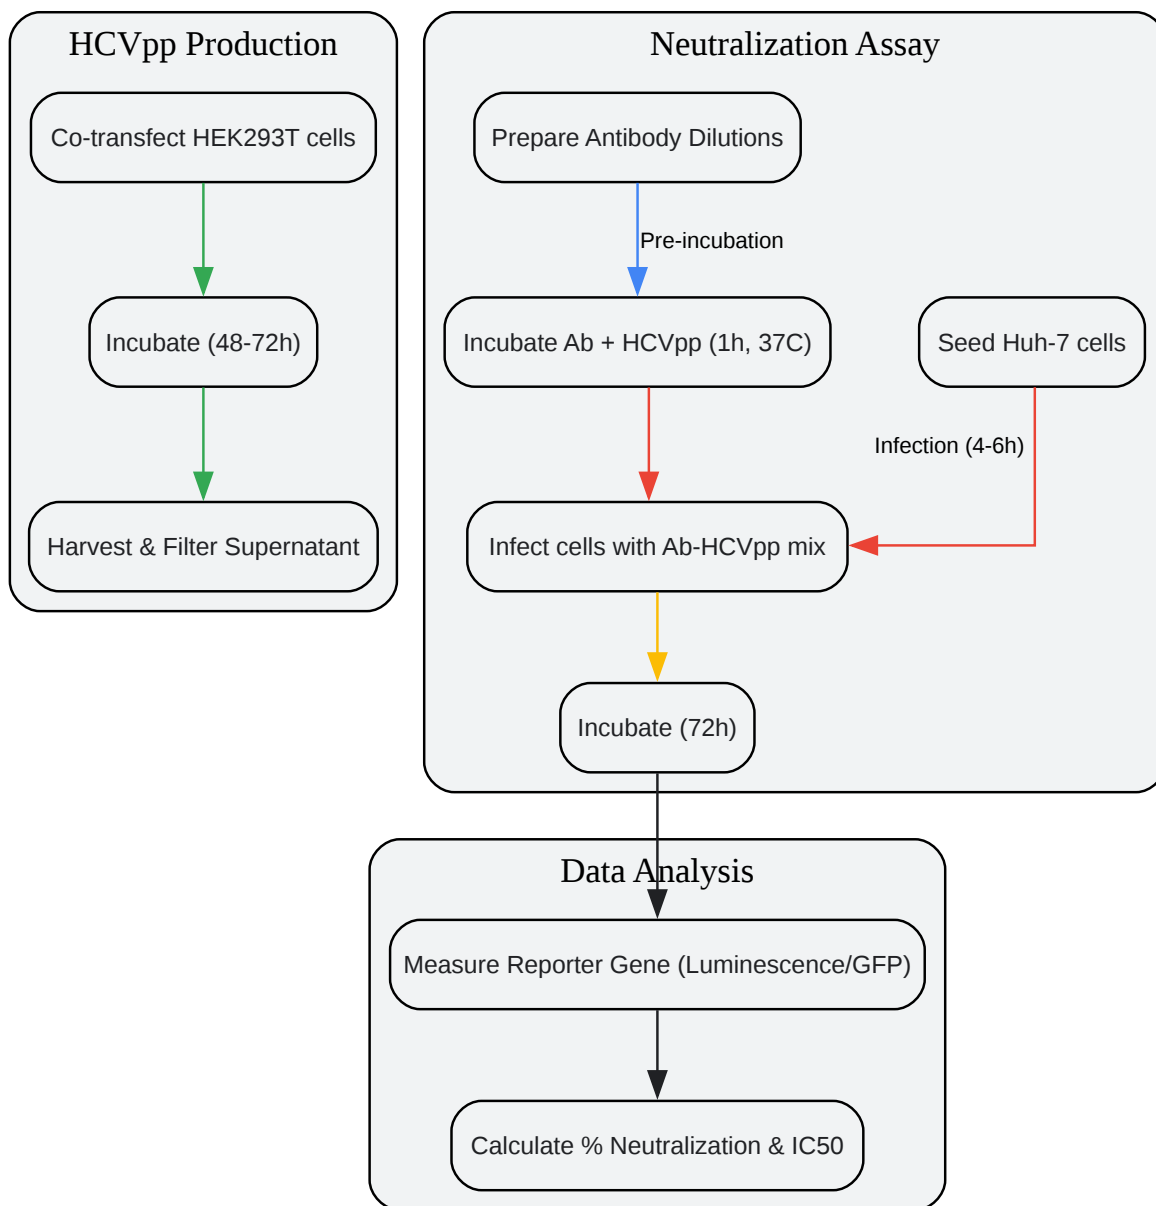 HCVpp Production
Co-transfect HEK293T cells
Incubate (48-72h)
Harvest & Filter Supernatant
Neutralization Assay
Prepare Antibody Dilutions
Pre-incubation
Incubate Ab + HCVpp (1h, 37C)
Seed Huh-7 cells
Infection (4-6h)
Infect cells with Ab-HCVpp mix
Incubate (72h)
Data Analysis
Measure Reporter Gene (Luminescence/GFP)
Calculate % Neutralization & IC50